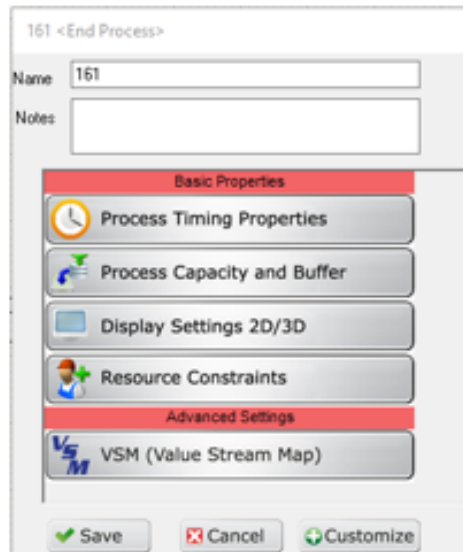 161 <End Process>
Name 161
Notes
Basic Properties
Process Timing Properties
Process Capacity and Buffer
Display Settings 2D/3D
Resource Constraints
Advanced Settings
VSM VSM (Value Stream Map)
Save Cancel Customize